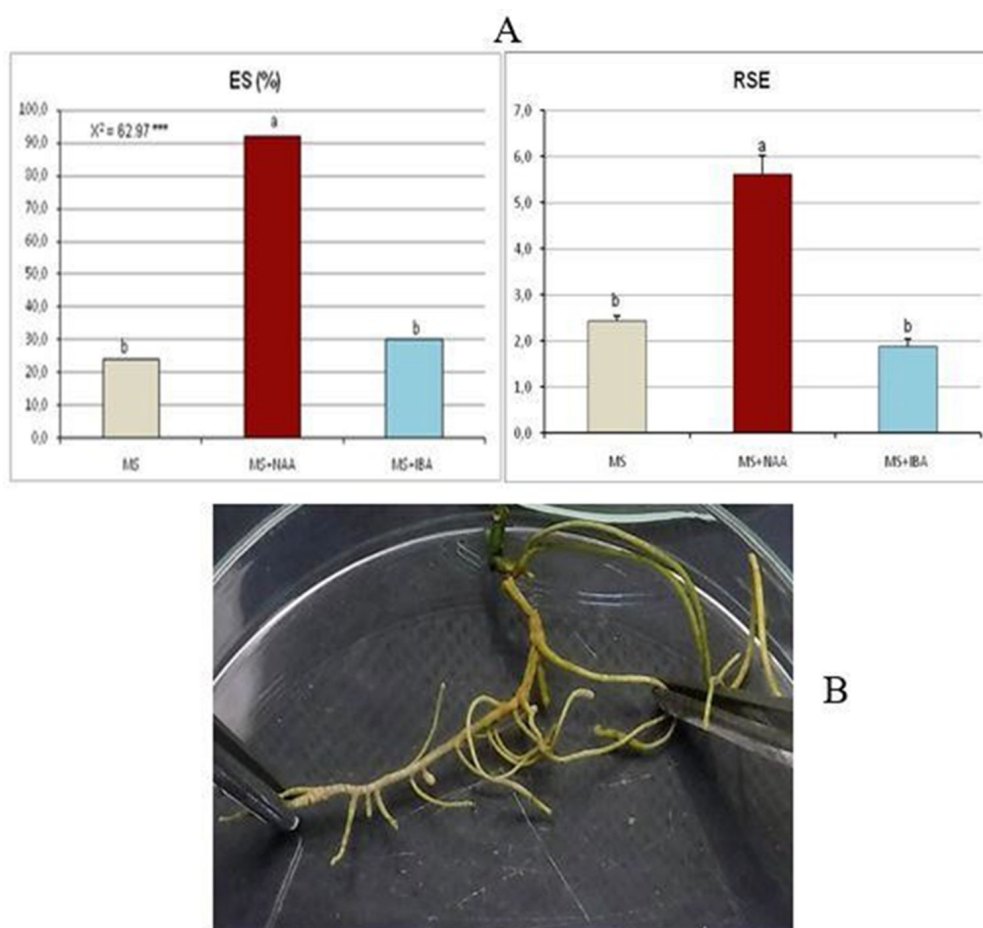 A
ES (%)
100,0
90,0
80,0
70,0
60,0
50,0
40,0
30,0
20,0
10,0
0,0
X² = 62.97 ***
b
a
b
MS
MS+NAA
MS+IBA
RSE
7,0
6,0
5,0
4,0
3,0
2,0
1,0
0,0
b
a
b
MS
MS+NAA
MS+IBA
B